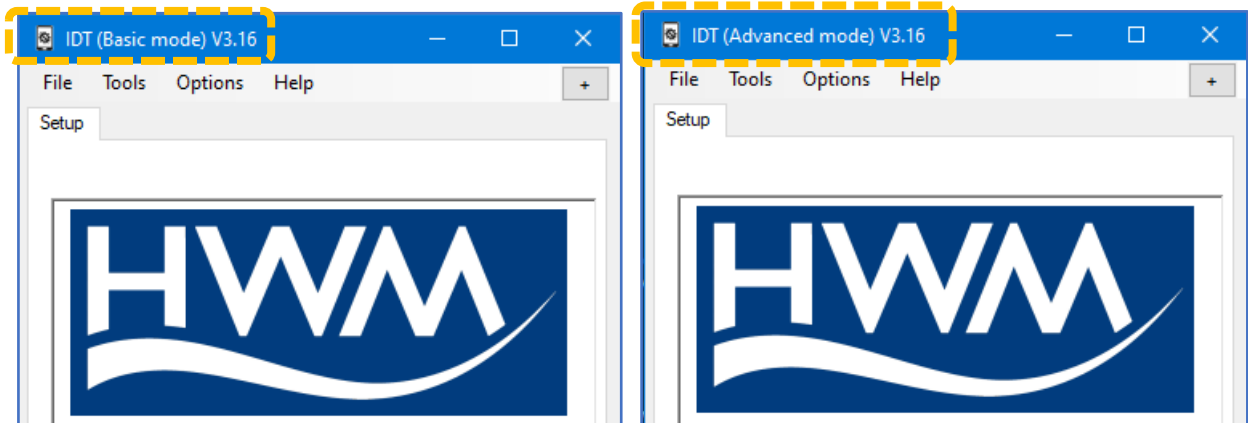 IDT (Basic mode) V3.16
File Tools Options Help +
Setup
HWM
IDT (Advanced mode) V3.16
File Tools Options Help +
Setup
HWM